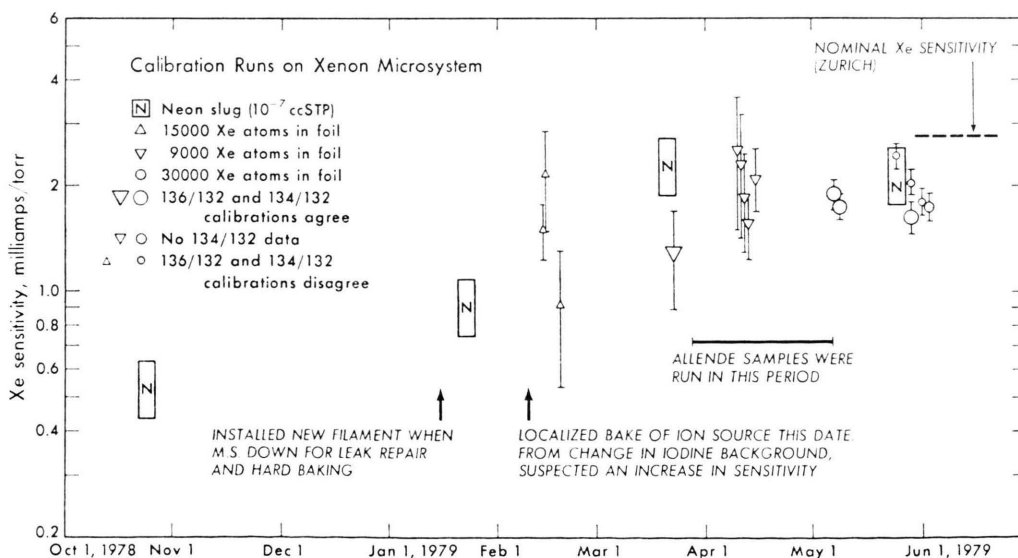 6
4
2
1.0
0.8
0.6
0.4
0.2
Xe sensitivity, milliamps/torr
Calibration Runs on Xenon Microsystem
N Neon slug (10⁻⁷ ccSTP)
△ 15000 Xe atoms in foil
▽ 9000 Xe atoms in foil
○ 30000 Xe atoms in foil
▽○ 136/132 and 134/132
calibrations agree
▽ ○ No 134/132 data
△ ○ 136/132 and 134/132
calibrations disagree
NOMINAL Xe SENSITIVITY
(ZURICH)
N
N
N
N
ALLENDE SAMPLES WERE
RUN IN THIS PERIOD
INSTALLED NEW FILAMENT WHEN
M.S. DOWN FOR LEAK REPAIR
AND HARD BAKING
LOCALIZED BAKE OF ION SOURCE THIS DATE.
FROM CHANGE IN IODINE BACKGROUND,
SUSPECTED AN INCREASE IN SENSITIVITY
Oct 1, 1978 Nov 1 Dec 1 Jan 1, 1979 Feb 1 Mar 1 Apr 1 May 1 Jun 1, 1979